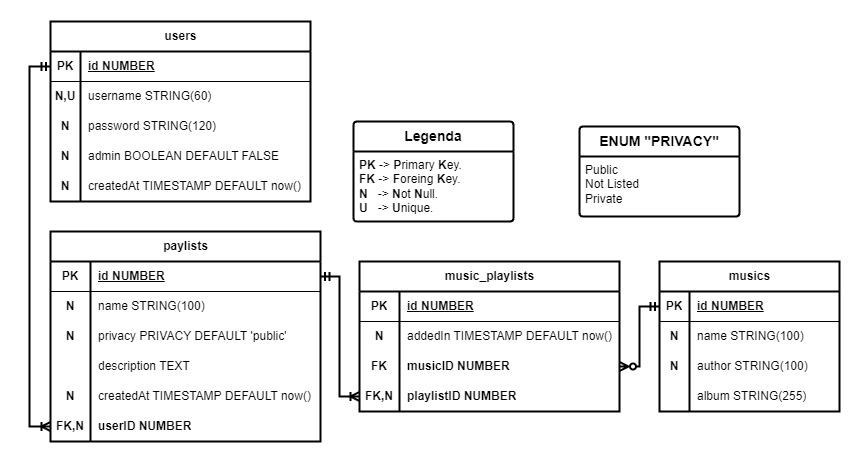 users
PK id NUMBER
N,U username STRING(60)
N password STRING(120)
N admin BOOLEAN DEFAULT FALSE
N createdAt TIMESTAMP DEFAULT now()
Legenda
PK -> Primary Key.
FK -> Foreing Key.
N -> Not Null.
U -> Unique.
ENUM "PRIVACY"
Public
Not Listed
Private
paylists
PK id NUMBER
N name STRING(100)
N privacy PRIVACY DEFAULT 'public'
description TEXT
N createdAt TIMESTAMP DEFAULT now()
FK,N userID NUMBER
music_playlists
PK id NUMBER
N addedIn TIMESTAMP DEFAULT now()
FK musicID NUMBER
FK,N playlistID NUMBER
musics
PK id NUMBER
N name STRING(100)
N author STRING(100)
album STRING(255)